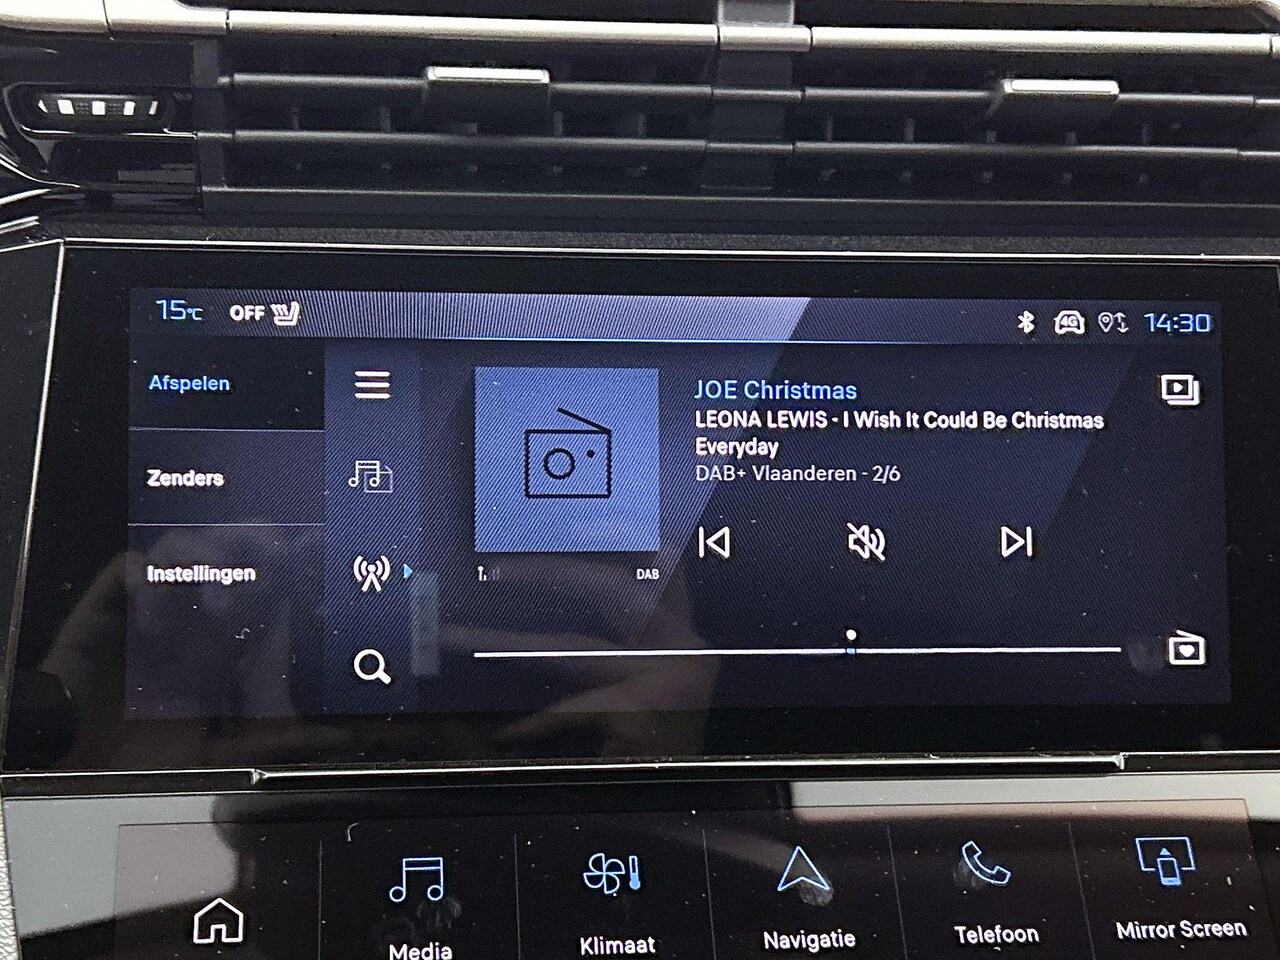 15°C OFF 4G 14:30
Afspelen
Zenders
Instellingen
JOE Christmas
LEONA LEWIS - I Wish It Could Be Christmas
Everyday
DAB+ Vlaanderen - 2/6
DAB
Media
Klimaat
Navigatie
Telefoon
Mirror Screen